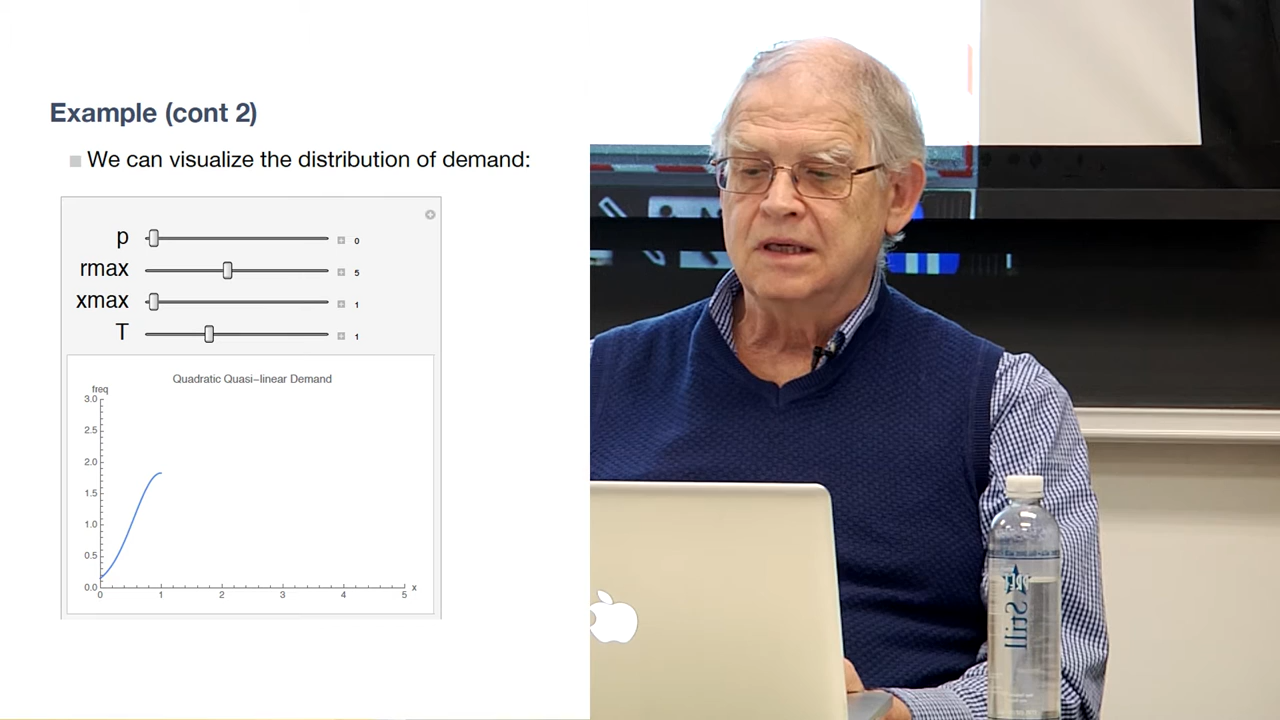 Example (cont 2)
We can visualize the distribution of demand:
p 0
rmax 5
xmax 1
T 1
Quadratic Quasi-linear Demand
freq
3.0
2.5
2.0
1.5
1.0
0.5
0.0
0 1 2 3 4 5 x
Still